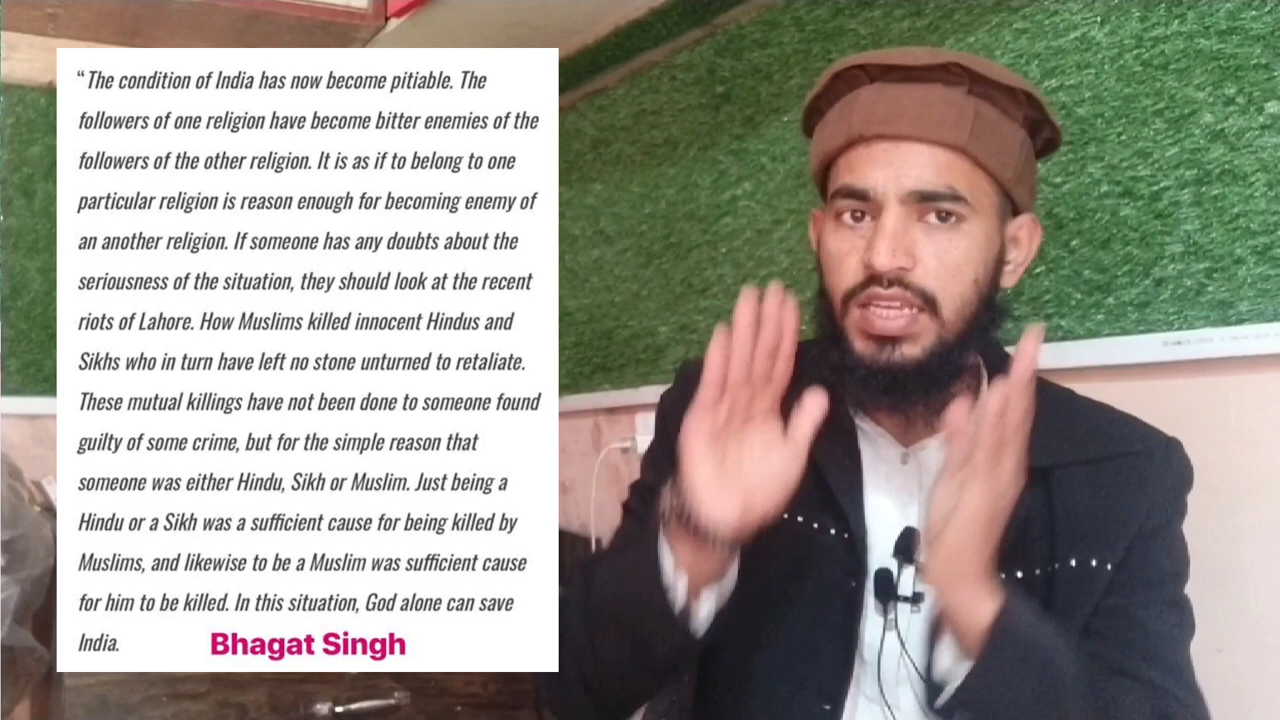 “The condition of India has now become pitiable. The
followers of one religion have become bitter enemies of the
followers of the other religion. It is as if to belong to one
particular religion is reason enough for becoming enemy of
an another religion. If someone has any doubts about the
seriousness of the situation, they should look at the recent
riots of Lahore. How Muslims killed innocent Hindus and
Sikhs who in turn have left no stone unturned to retaliate.
These mutual killings have not been done to someone found
guilty of some crime, but for the simple reason that
someone was either Hindu, Sikh or Muslim. Just being a
Hindu or a Sikh was a sufficient cause for being killed by
Muslims, and likewise to be a Muslim was sufficient cause
for him to be killed. In this situation, God alone can save
India.
Bhagat Singh